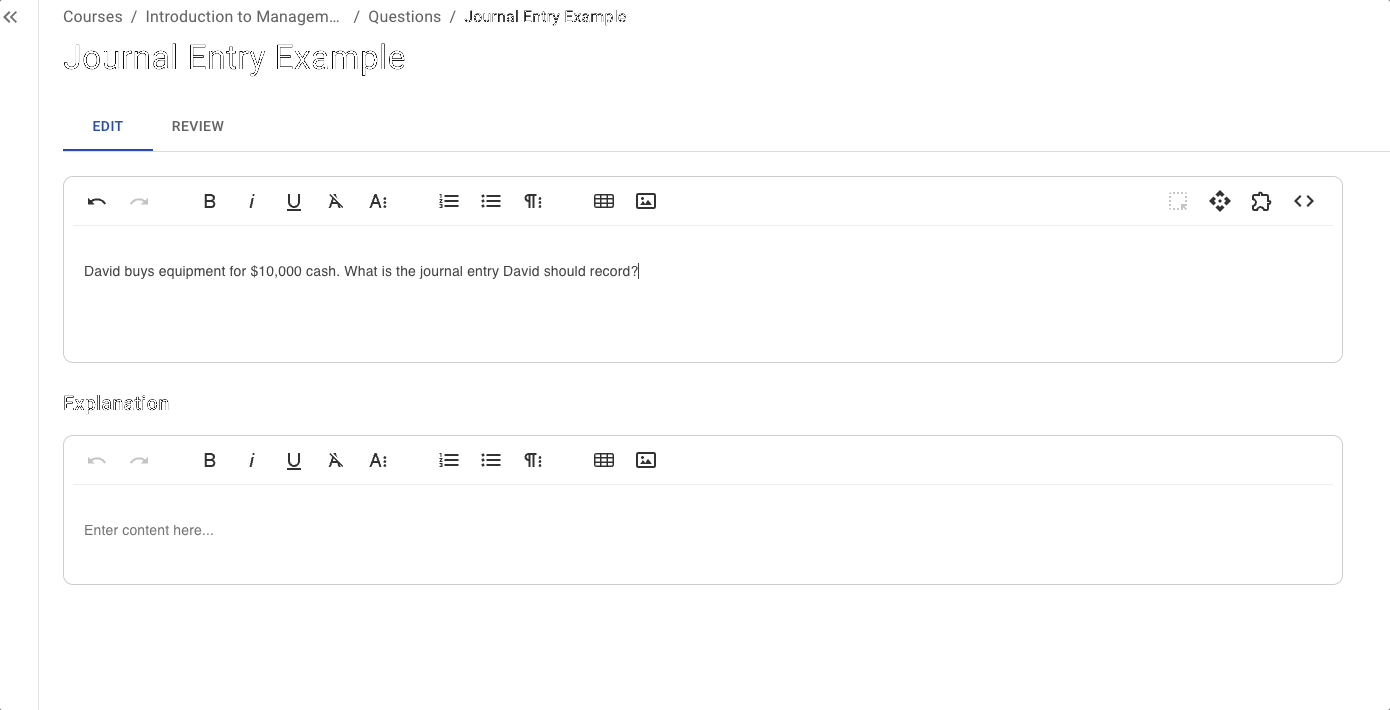 Courses / Introduction to Managem... / Questions / Journal Entry Example
Journal Entry Example
EDIT REVIEW
David buys equipment for $10,000 cash. What is the journal entry David should record?
Explanation
Enter content here...